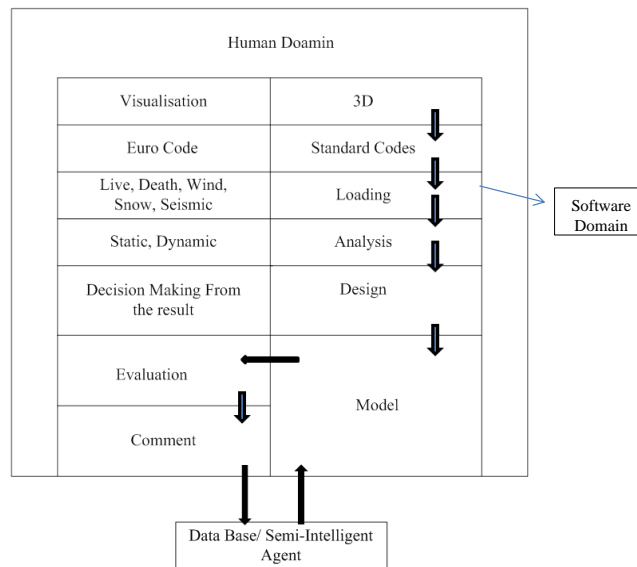 Human Doamin
Visualisation
3D
Euro Code
Standard Codes
Live, Death, Wind,
Snow, Seismic
Loading
Software
Domain
Static, Dynamic
Analysis
Decision Making From
the result
Design
Evaluation
Model
Comment
Data Base/ Semi-Intelligent
Agent